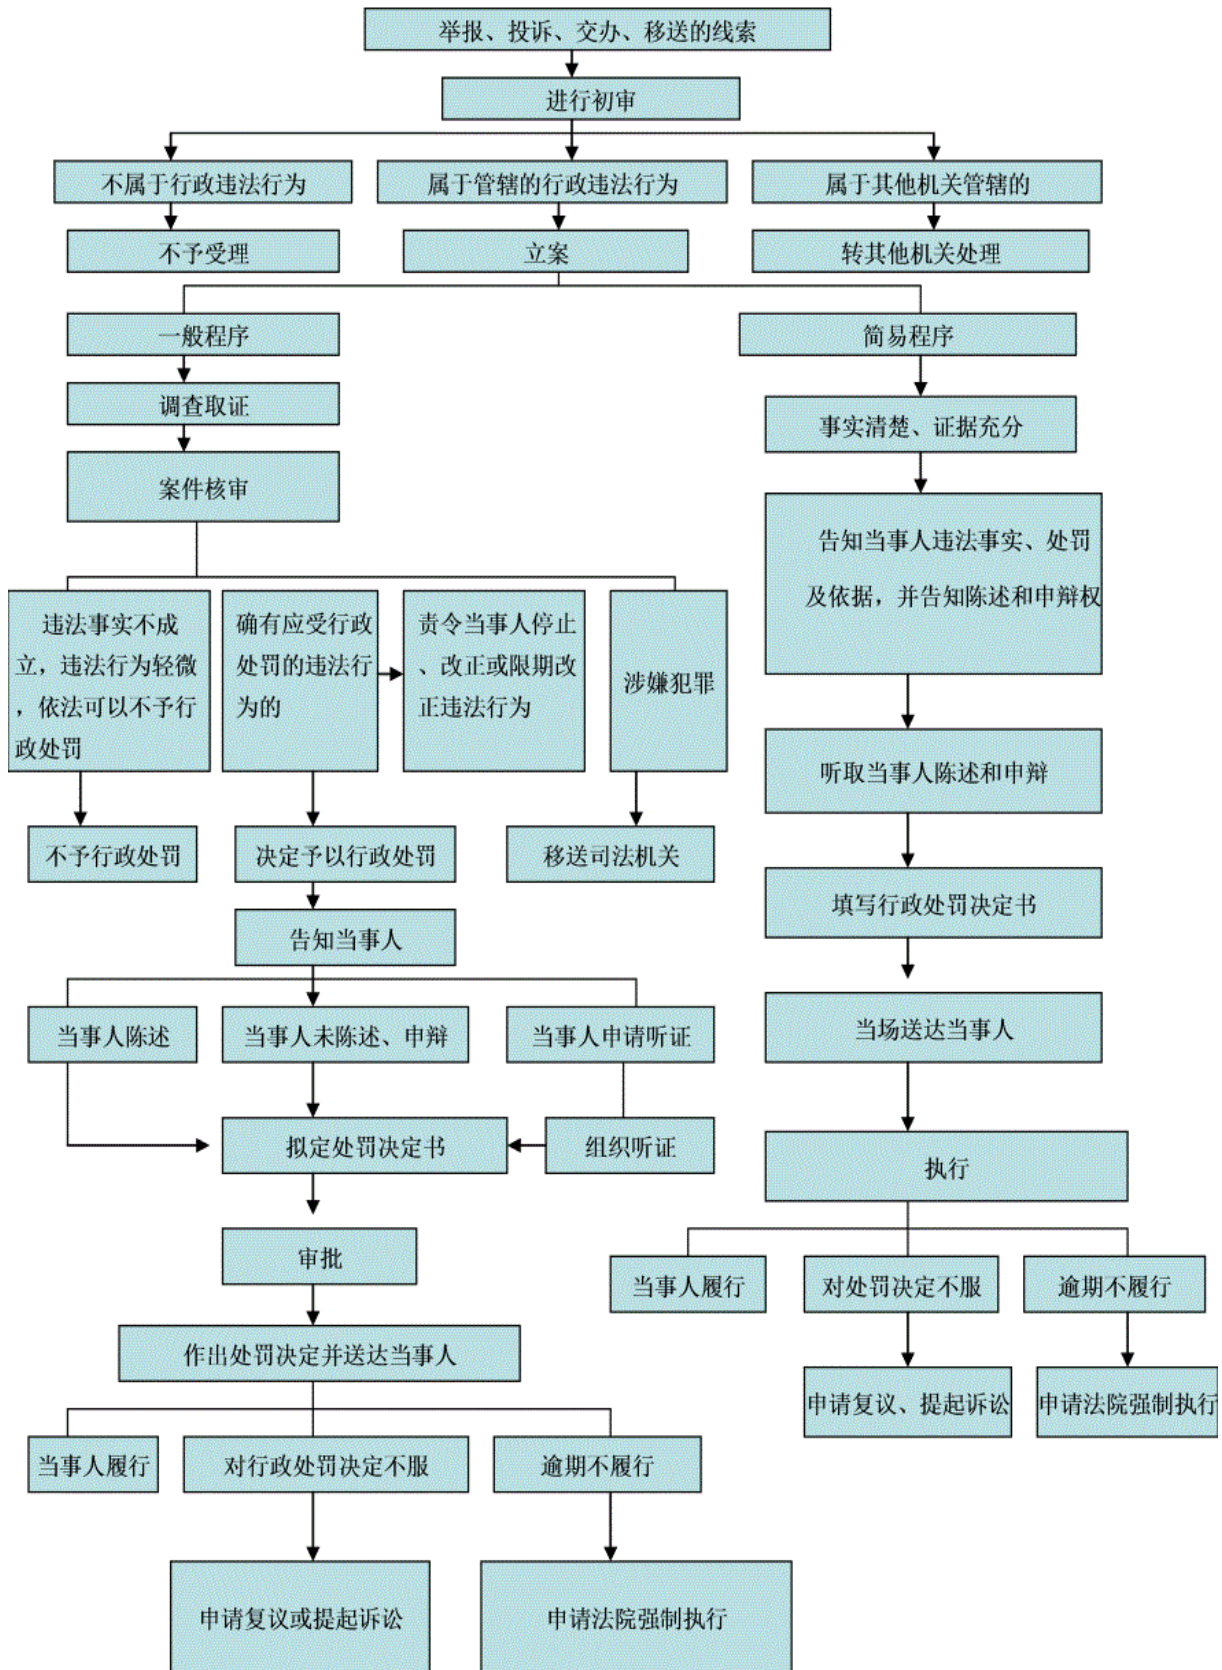 举报、投诉、交办、移送的线索
进行初审
不属于行政违法行为
属于管辖的行政违法行为
属于其他机关管辖的
不予受理
立案
转其他机关处理
一般程序
简易程序
调查取证
事实清楚、证据充分
案件核审
告知当事人违法事实、处罚
及依据，并告知陈述和申辩权
违法事实不成
立，违法行为轻微
，依法可以不予行
政处罚
确有应受行政
处罚的违法行
为的
责令当事人停止
、改正或限期改
正违法行为
涉嫌犯罪
听取当事人陈述和申辩
不予行政处罚
决定予以行政处罚
移送司法机关
填写行政处罚决定书
告知当事人
当事人陈述
当事人未陈述、申辩
当事人申请听证
当场送达当事人
拟定处罚决定书
组织听证
执行
审批
当事人履行
对处罚决定不服
逾期不履行
作出处罚决定并送达当事人
申请复议、提起诉讼
申请法院强制执行
当事人履行
对行政处罚决定不服
逾期不履行
申请复议或提起诉讼
申请法院强制执行